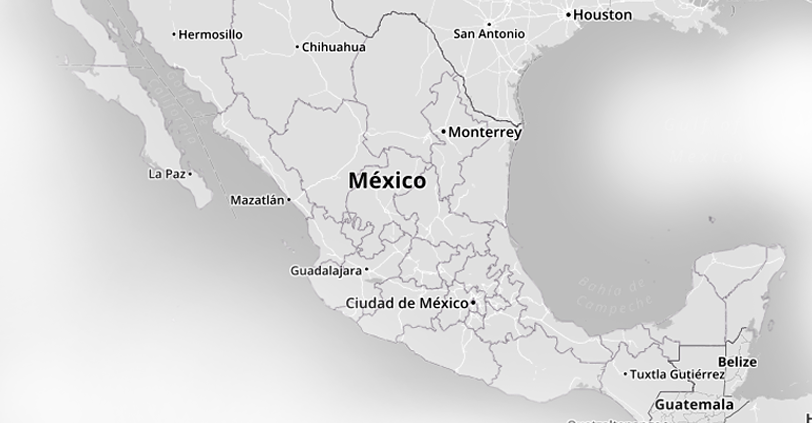 Houston
San Antonio
Hermosillo
Chihuahua
Monterrey
La Paz
México
Mazatlán
Guadalajara
Bahía de
Campeche
Ciudad de México
Belize
Tuxtla Gutiérrez
Guatemala